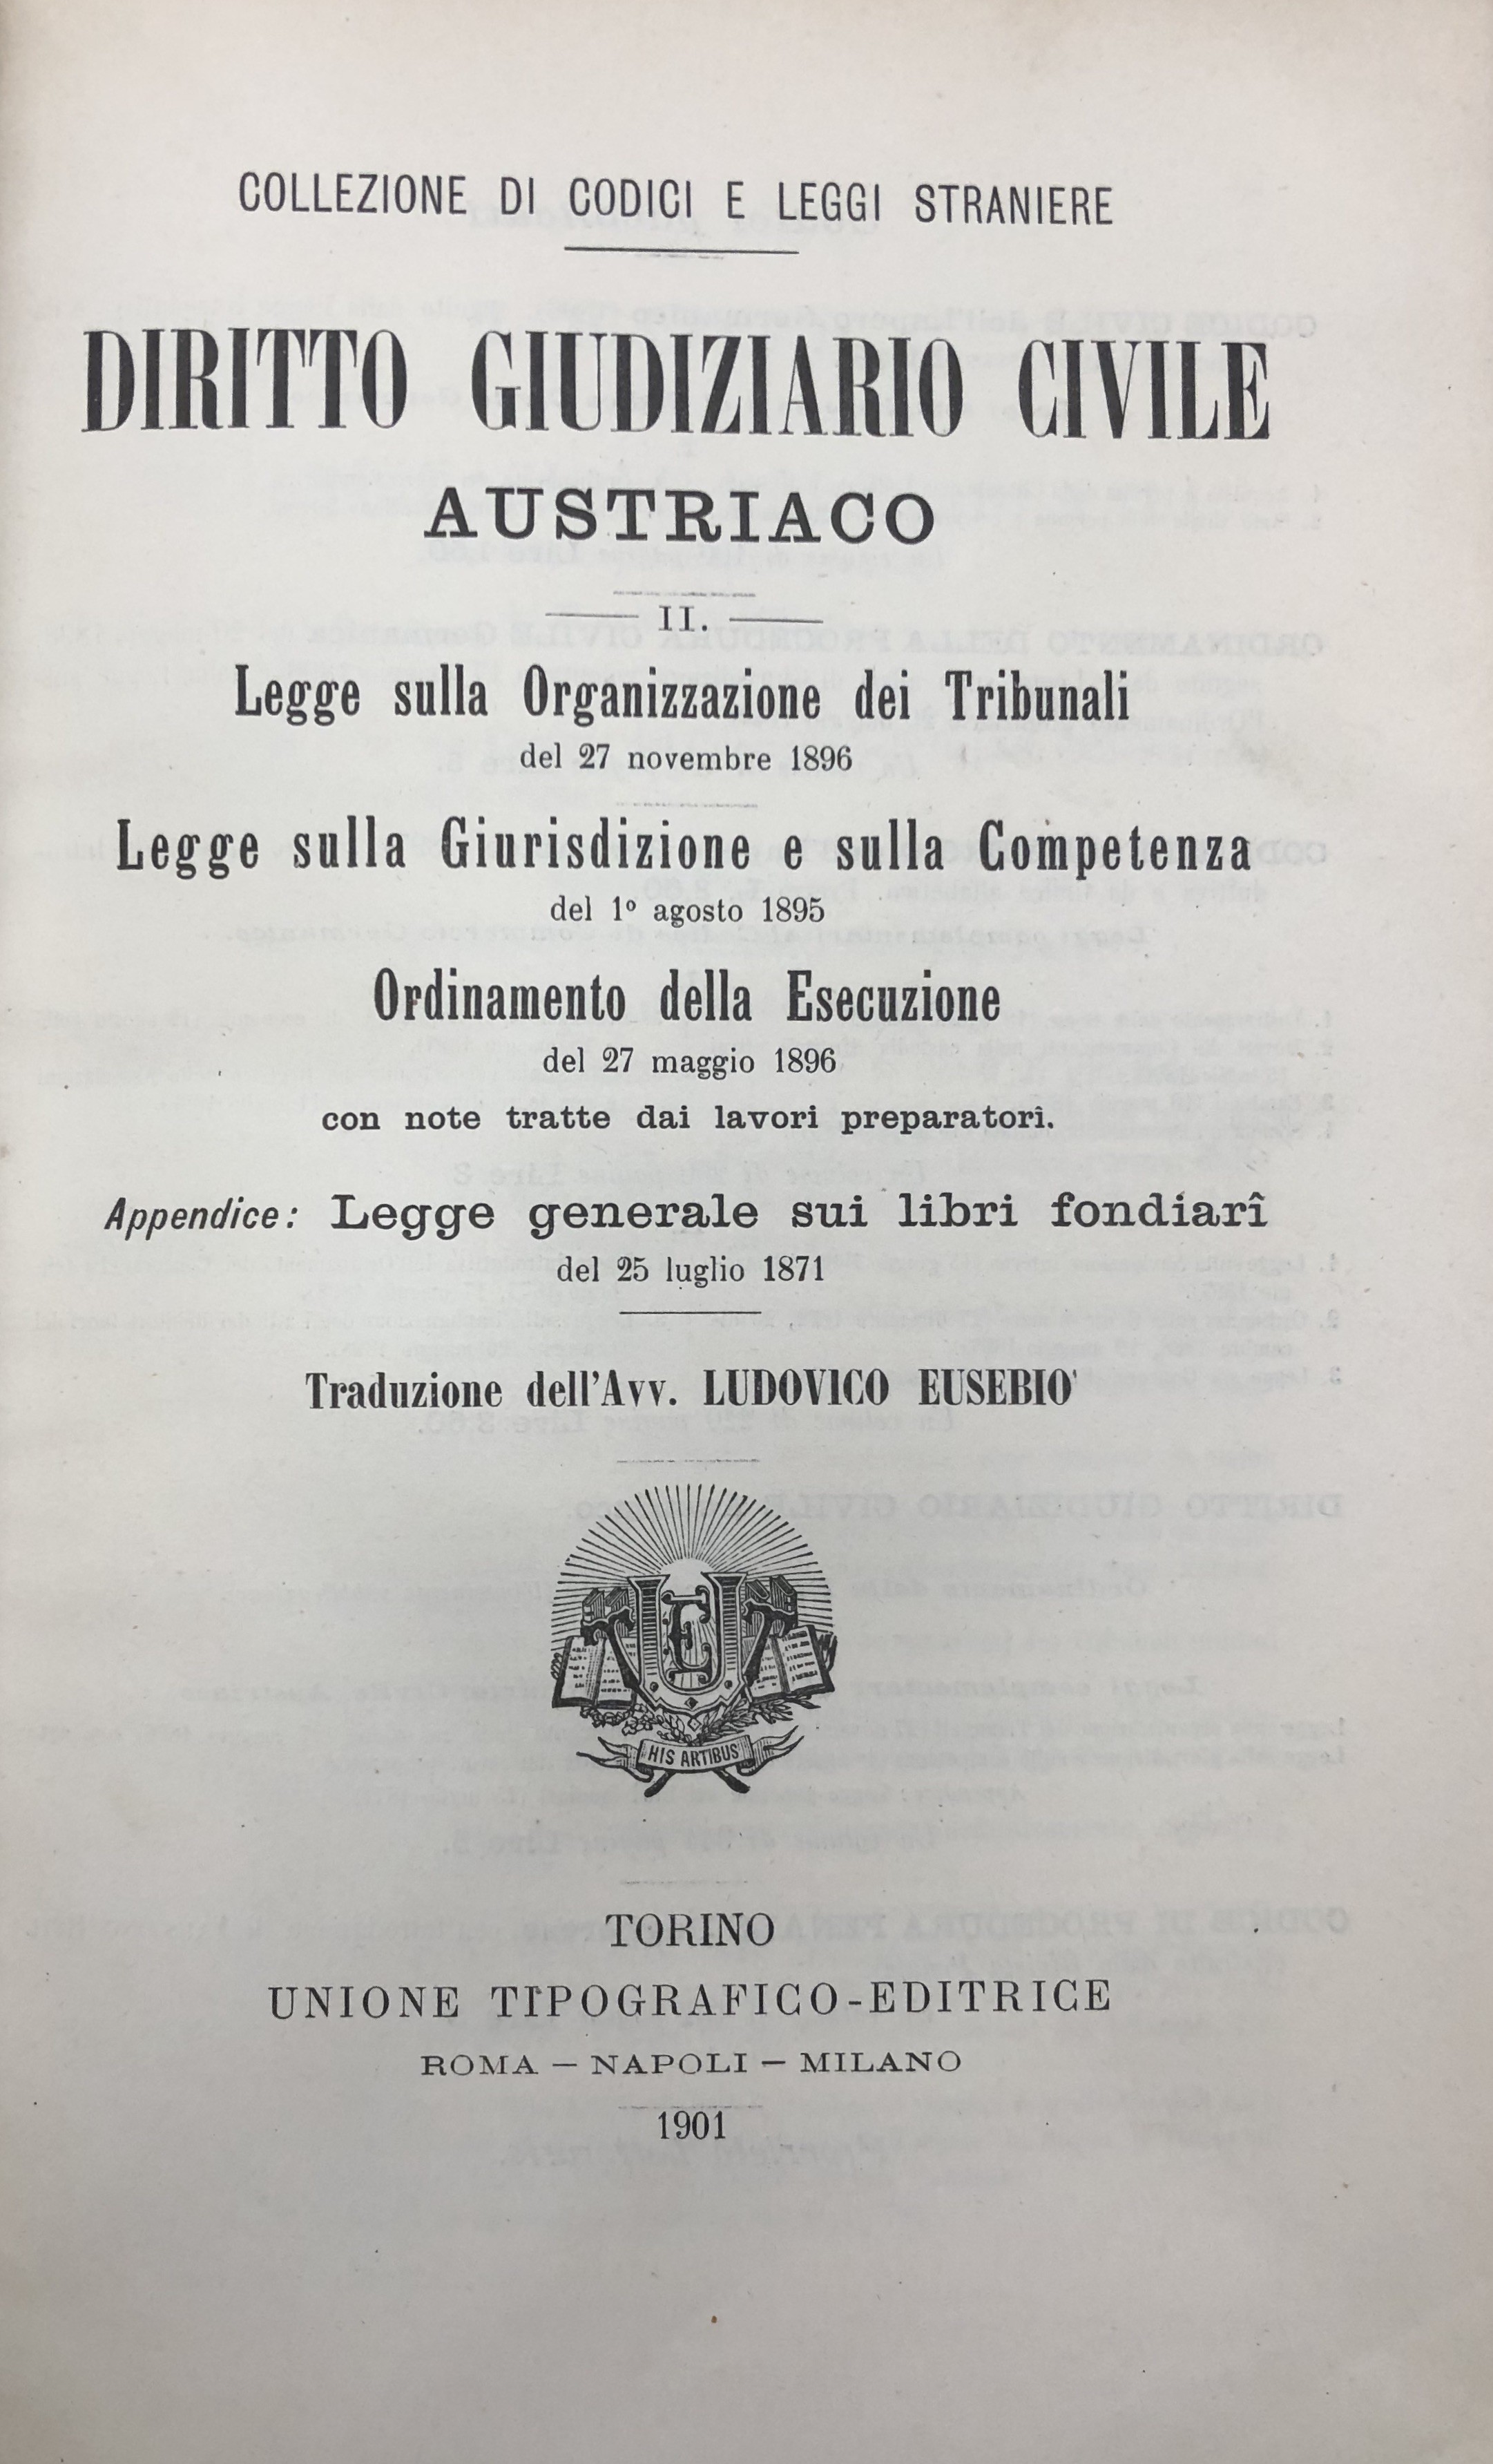 COLLEZIONE DI CODICI E LEGGI STRANIERE
DIRITTO GIUDIZIARIO CIVILE
AUSTRIACO
II.
Legge sulla Organizzazione dei Tribunali
del 27 novembre 1896
Legge sulla Giurisdizione e sulla Competenza
del 1º agosto 1895
Ordinamento della Esecuzione
del 27 maggio 1896
con note tratte dai lavori preparatorî.
Appendice: Legge generale sui libri fondiarî
del 25 luglio 1871
Traduzione dell'Avv. LUDOVICO EUSEBIO
UTET
HIS ARTIBUS
TORINO
UNIONE TIPOGRAFICO-EDITRICE
ROMA — NAPOLI — MILANO
1901